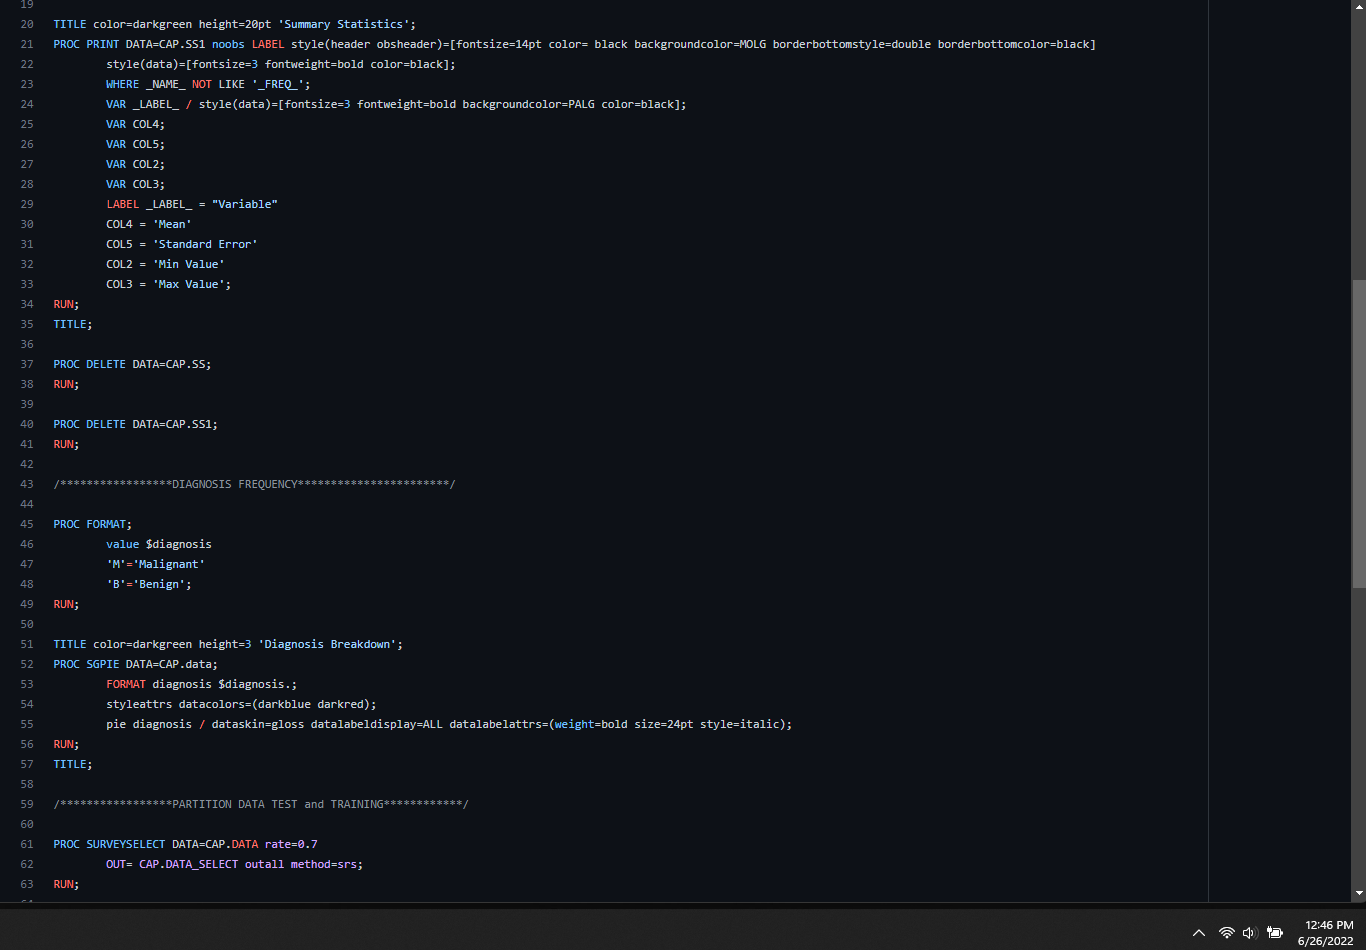 19
20 TITLE color=darkgreen height=20pt 'Summary Statistics';
21 PROC PRINT DATA=CAP.SS1 noobs LABEL style(header obsheader)=[fontsize=14pt color= black backgroundcolor=MOLG borderbottomstyle=double borderbottomcolor=black]
22         style(data)=[fontsize=3 fontweight=bold color=black];
23         WHERE _NAME_ NOT LIKE '_FREQ_';
24         VAR _LABEL_ / style(data)=[fontsize=3 fontweight=bold backgroundcolor=PALG color=black];
25         VAR COL4;
26         VAR COL5;
27         VAR COL2;
28         VAR COL3;
29         LABEL _LABEL_ = "Variable"
30         COL4 = 'Mean'
31         COL5 = 'Standard Error'
32         COL2 = 'Min Value'
33         COL3 = 'Max Value';
34 RUN;
35 TITLE;
36
37 PROC DELETE DATA=CAP.SS;
38 RUN;
39
40 PROC DELETE DATA=CAP.SS1;
41 RUN;
42
43 /*****************DIAGNOSIS FREQUENCY***********************/
44
45 PROC FORMAT;
46         value $diagnosis
47         'M'='Malignant'
48         'B'='Benign';
49 RUN;
50
51 TITLE color=darkgreen height=3 'Diagnosis Breakdown';
52 PROC SGPIE DATA=CAP.data;
53         FORMAT diagnosis $diagnosis.;
54         styleattrs datacolors=(darkblue darkred);
55         pie diagnosis / dataskin=gloss datalabeldisplay=ALL datalabelattrs=(weight=bold size=24pt style=italic);
56 RUN;
57 TITLE;
58
59 /*****************PARTITION DATA TEST and TRAINING************/
60
61 PROC SURVEYSELECT DATA=CAP.DATA rate=0.7
62         OUT= CAP.DATA_SELECT outall method=srs;
63 RUN;
12:46 PM
6/26/2022